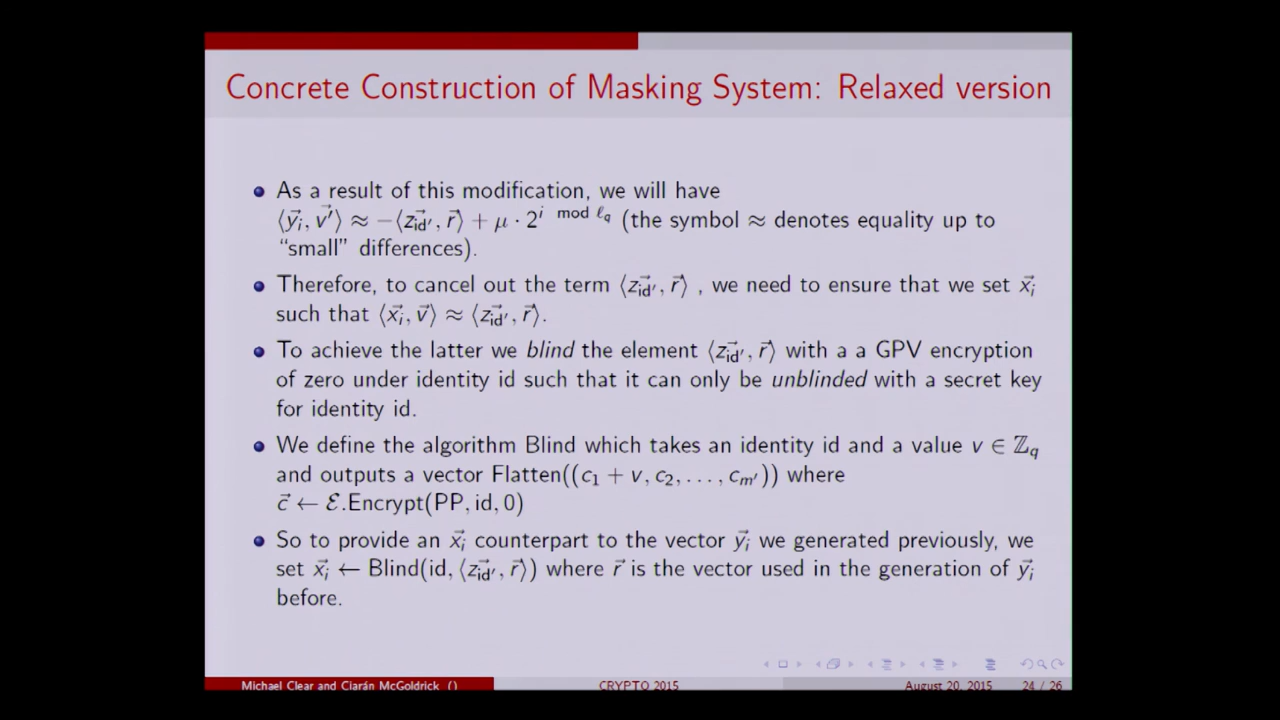 Concrete Construction of Masking System: Relaxed version
As a result of this modification, we will have
⟨y⃗ᵢ, v⃗′⟩ ≈ −⟨z⃗_id′, r⃗⟩ + μ · 2^{i mod ℓ_q} (the symbol ≈ denotes equality up to
“small” differences).
Therefore, to cancel out the term ⟨z⃗_id′, r⃗⟩ , we need to ensure that we set x⃗ᵢ
such that ⟨x⃗ᵢ, v⃗⟩ ≈ ⟨z⃗_id′, r⃗⟩.
To achieve the latter we blind the element ⟨z⃗_id′, r⃗⟩ with a a GPV encryption
of zero under identity id such that it can only be unblinded with a secret key
for identity id.
We define the algorithm Blind which takes an identity id and a value v ∈ ℤ_q
and outputs a vector Flatten((c₁ + v, c₂, . . . , c_m′)) where
c⃗ ← ℰ.Encrypt(PP, id, 0)
So to provide an x⃗ᵢ counterpart to the vector y⃗ᵢ we generated previously, we
set x⃗ᵢ ← Blind(id, ⟨z⃗_id′, r⃗⟩) where r⃗ is the vector used in the generation of y⃗ᵢ
before.
Michael Clear and Ciarán McGoldrick () CRYPTO 2015 August 20, 2015 24 / 26